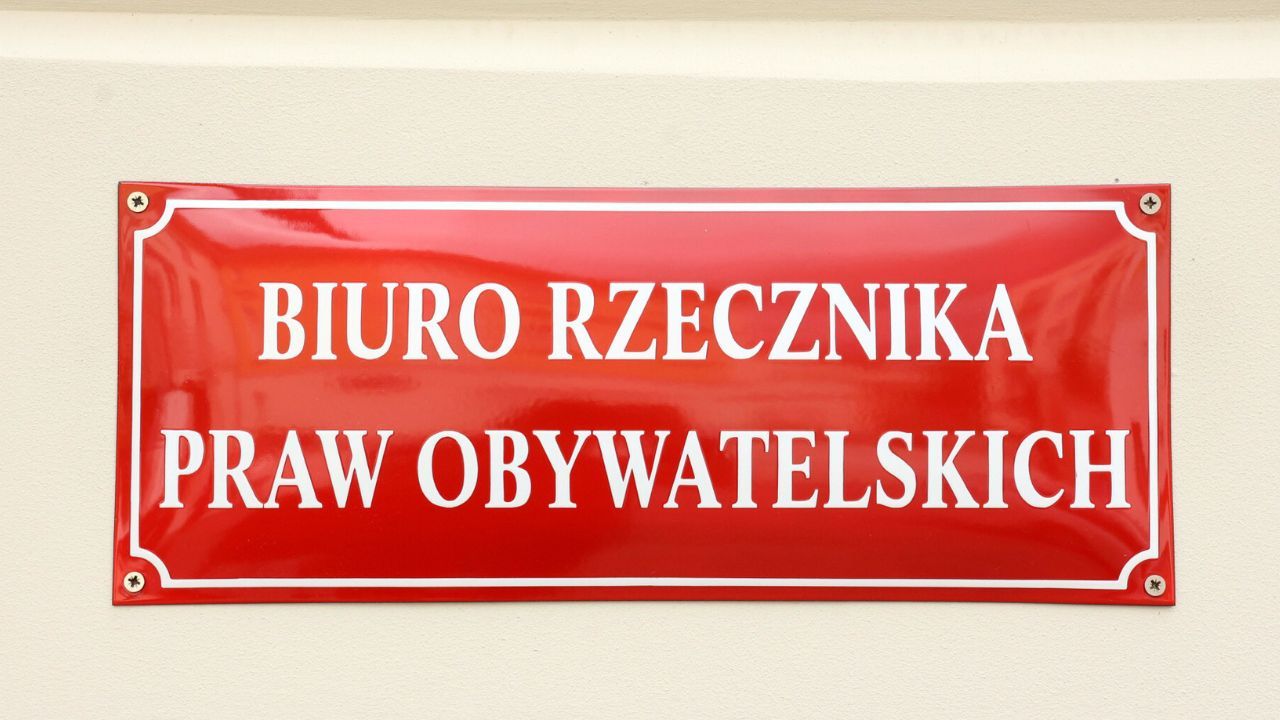 BIURO RZECZNIKA
PRAW OBYWATELSKICH